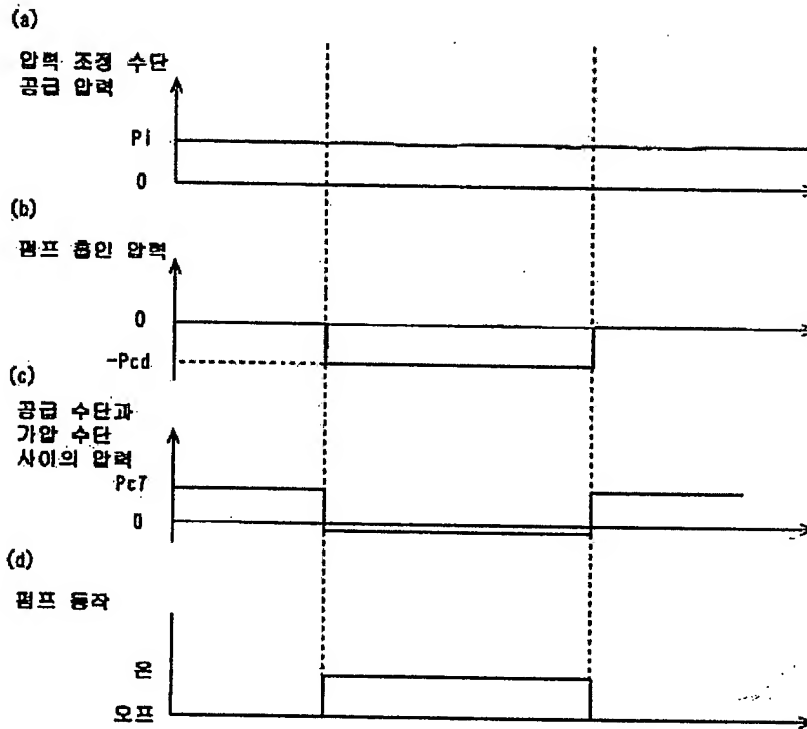 (a)
압력 조정 수단
공급 압력
Pi
0
(b)
펌프 흡인 압력
0
-Pcd
(c)
공급 수단과
가압 수단
사이의 압력
Pc7
0
(d)
펌프 동작
온
오프